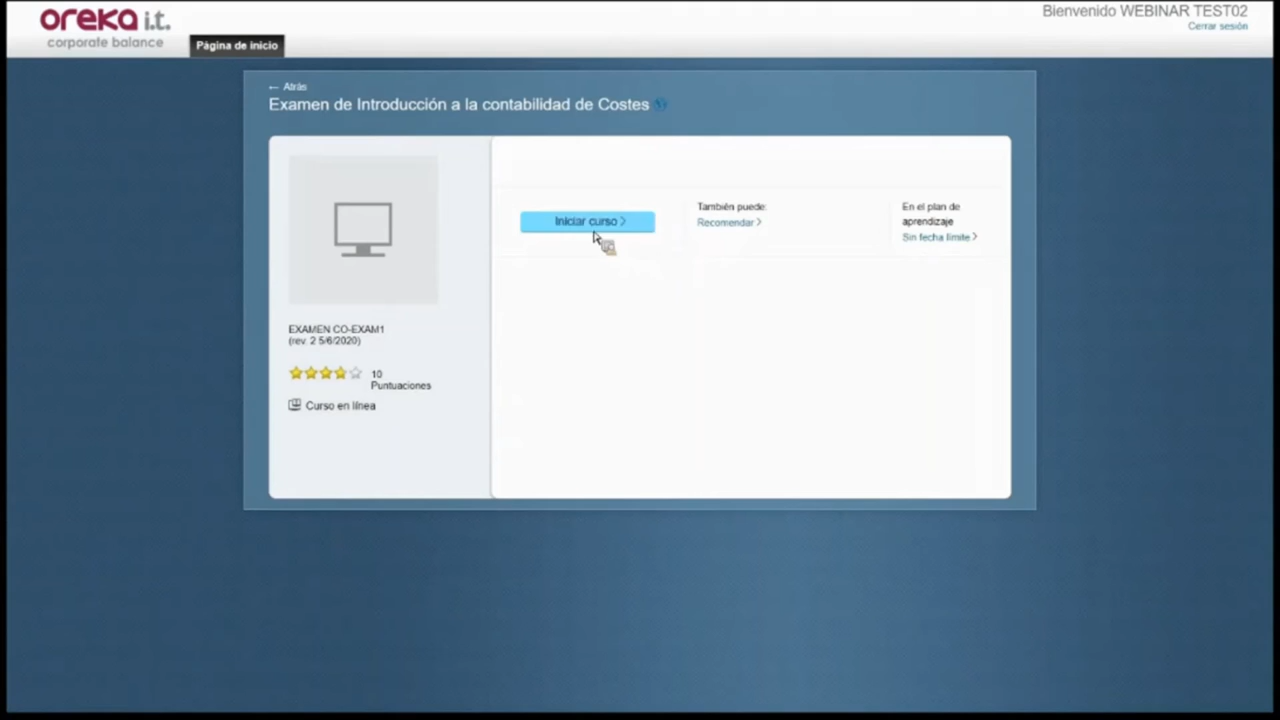 oreka i.t.
corporate balance
Página de inicio
Bienvenido WEBINAR TEST02
Cerrar sesión
← Atrás
Examen de Introducción a la contabilidad de Costes
EXAMEN CO-EXAM1
(rev. 2 5/6/2020)
10
Puntuaciones
Curso en línea
Iniciar curso >
También puede:
Recomendar >
En el plan de
aprendizaje
Sin fecha límite >